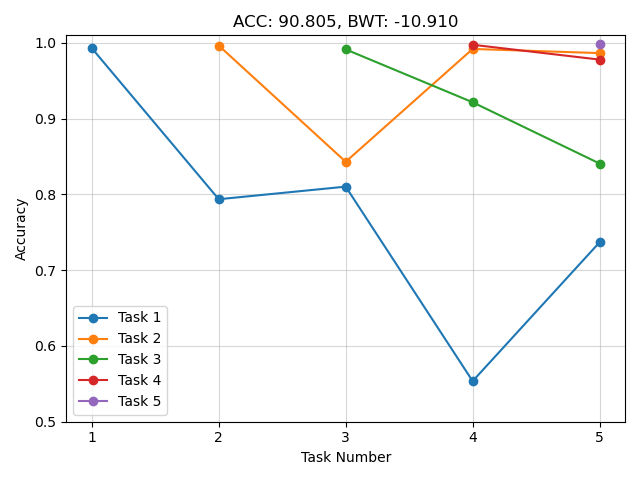 ACC: 90.805, BWT: -10.910
1.0
0.9
0.8
0.7
0.6
0.5
Accuracy
Task 1
Task 2
Task 3
Task 4
Task 5
1 2 3 4 5
Task Number